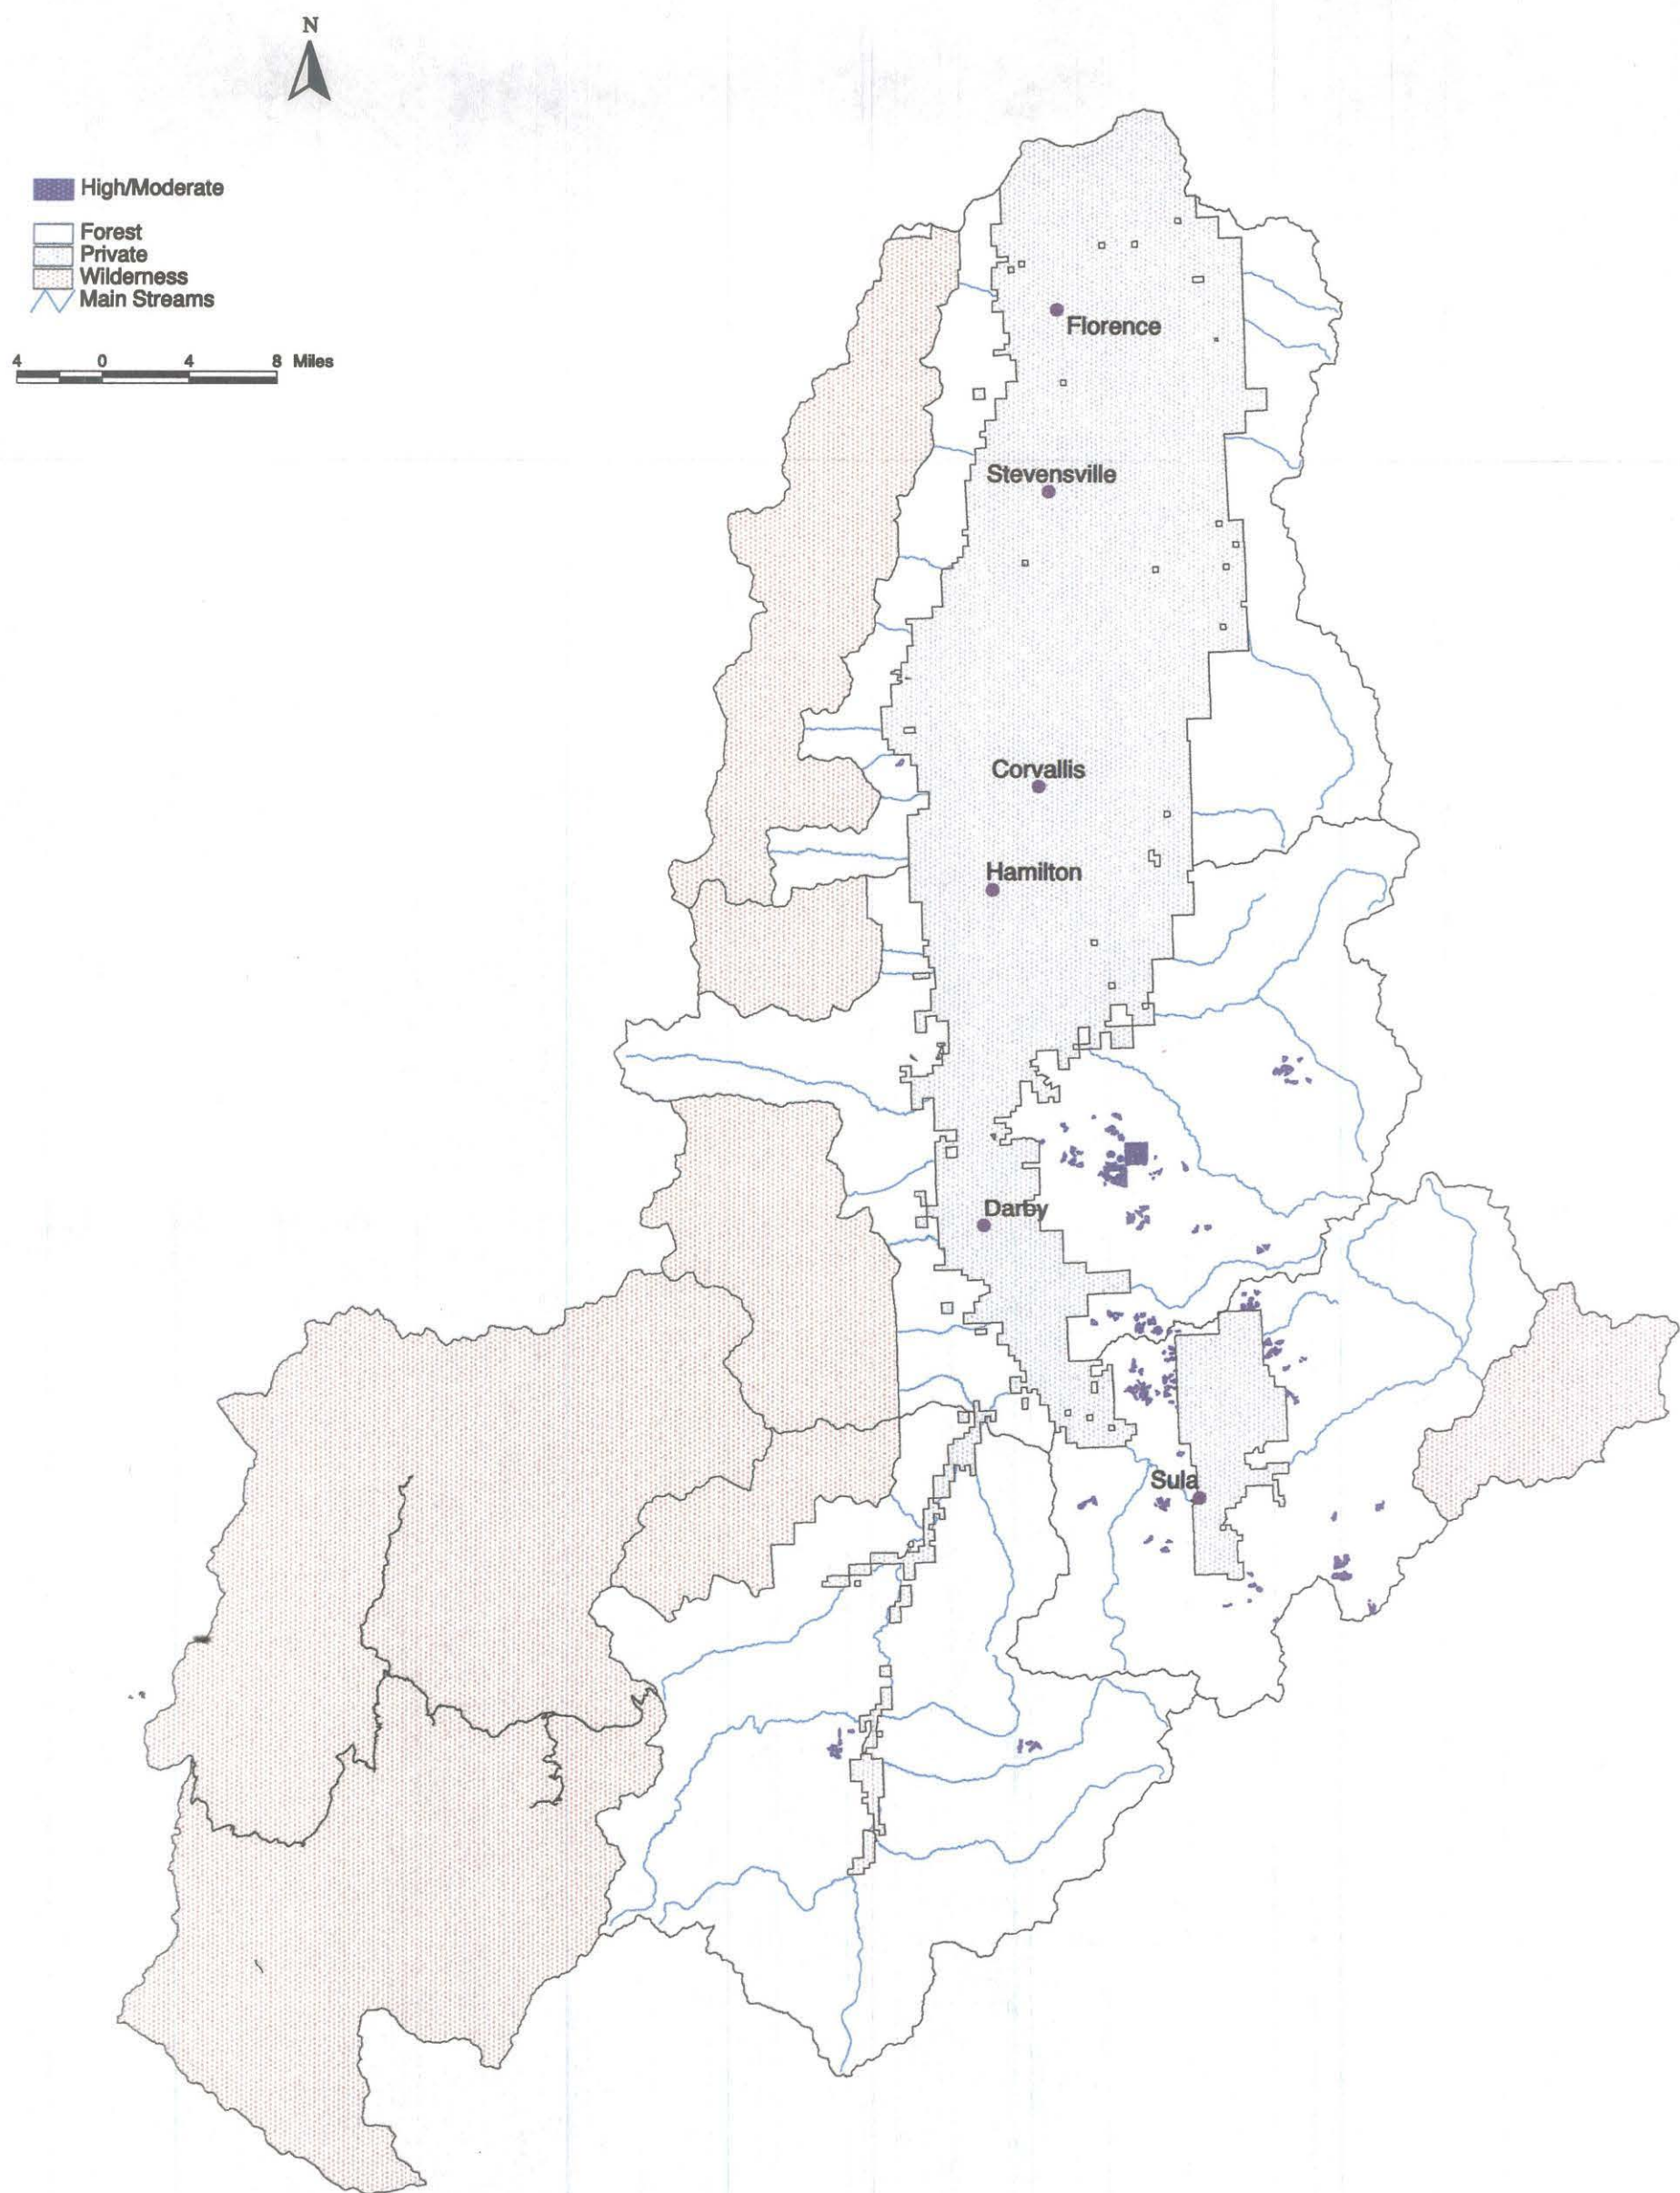 N
High/Moderate
Forest
Private
Wilderness
Main Streams
4 0 4 8 Miles
Florence
Stevensville
Corvallis
Hamilton
Darby
Sula